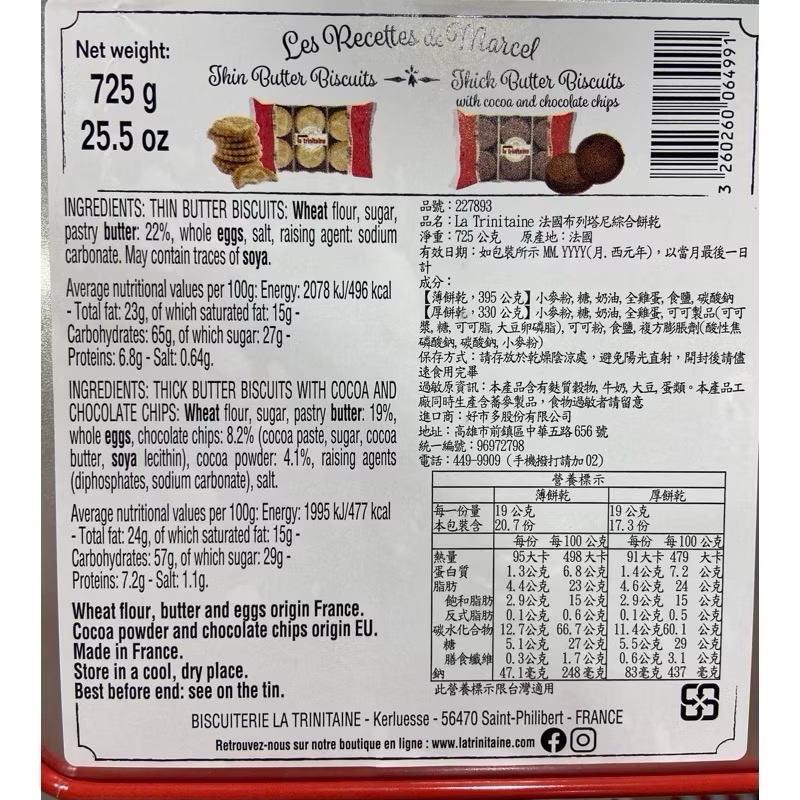 Net weight:
725 g
25.5 oz
Les Recettes de Marcel
Thin Butter Biscuits
Thick Butter Biscuits
with cocoa and chocolate chips
la trinitaine
la trinitaine
3 260260 064991
INGREDIENTS: THIN BUTTER BISCUITS: Wheat flour, sugar,
pastry butter: 22%, whole eggs, salt, raising agent: sodium
carbonate. May contain traces of soya.
Average nutritional values per 100g: Energy: 2078 kJ/496 kcal
- Total fat: 23g, of which saturated fat: 15g -
Carbohydrates: 65g, of which sugar: 27g -
Proteins: 6.8g - Salt: 0.64g.
INGREDIENTS: THICK BUTTER BISCUITS WITH COCOA AND
CHOCOLATE CHIPS: Wheat flour, sugar, pastry butter: 19%,
whole eggs, chocolate chips: 8.2% (cocoa paste, sugar, cocoa
butter, soya lecithin), cocoa powder: 4.1%, raising agents
(diphosphates, sodium carbonate), salt.
Average nutritional values per 100g: Energy: 1995 kJ/477 kcal
- Total fat: 24g, of which saturated fat: 15g -
Carbohydrates: 57g, of which sugar: 29g -
Proteins: 7.2g - Salt: 1.1g.
Wheat flour, butter and eggs origin France.
Cocoa powder and chocolate chips origin EU.
Made in France.
Store in a cool, dry place.
Best before end: see on the tin.
品號：227893
品名：La Trinitaine 法國布列塔尼綜合餅乾
淨重：725 公克 原產地：法國
有效日期：如包裝所示 MM. YYYY(月. 西元年)，以當月最後一日
計
成分：
【薄餅乾，395 公克】小麥粉, 糖, 奶油, 全雞蛋, 食鹽, 碳酸鈉
【厚餅乾，330 公克】小麥粉, 糖, 奶油, 全雞蛋, 可可製品(可可
漿, 糖, 可可脂, 大豆卵磷脂), 可可粉, 食鹽, 複方膨脹劑(酸性焦
磷酸鈉, 碳酸鈉, 小麥粉)
保存方式：請存放於乾燥陰涼處，避免陽光直射，開封後請儘
速食用完畢
過敏原資訊：本產品含有麩質穀物, 牛奶, 大豆, 蛋類。本產品工
廠同時生產含蕎麥製品，食物過敏者請留意
進口商：好市多股份有限公司
地址：高雄市前鎮區中華五路 656 號
統一編號：96972798
電話：449-9909 (手機撥打請加 02)
營養標示
薄餅乾 厚餅乾
每一份量 19 公克 19 公克
本包裝含 20.7 份 17.3 份
每份 每 100 公克 每份 每 100 公克
熱量 95大卡 498 大卡 91大卡 479 大卡
蛋白質 1.3公克 6.8公克 1.4公克 7.2 公克
脂肪 4.4公克 23 公克 4.6公克 24 公克
飽和脂肪 2.9公克 15 公克 2.9公克 15 公克
反式脂肪 0.1公克 0.6公克 0.1公克 0.5 公克
碳水化合物 12.7公克 66.7公克 11.4公克 60.1 公克
糖 5.1公克 27 公克 5.5公克 29 公克
膳食纖維 0.3公克 1.7公克 0.6公克 3.1 公克
鈉 47.1毫克 248 毫克 83毫克 437 毫克
此營養標示限台灣適用
BISCUITERIE LA TRINITAINE - Kerluesse - 56470 Saint-Philibert - FRANCE
Retrouvez-nous sur notre boutique en ligne : www.latrinitaine.com